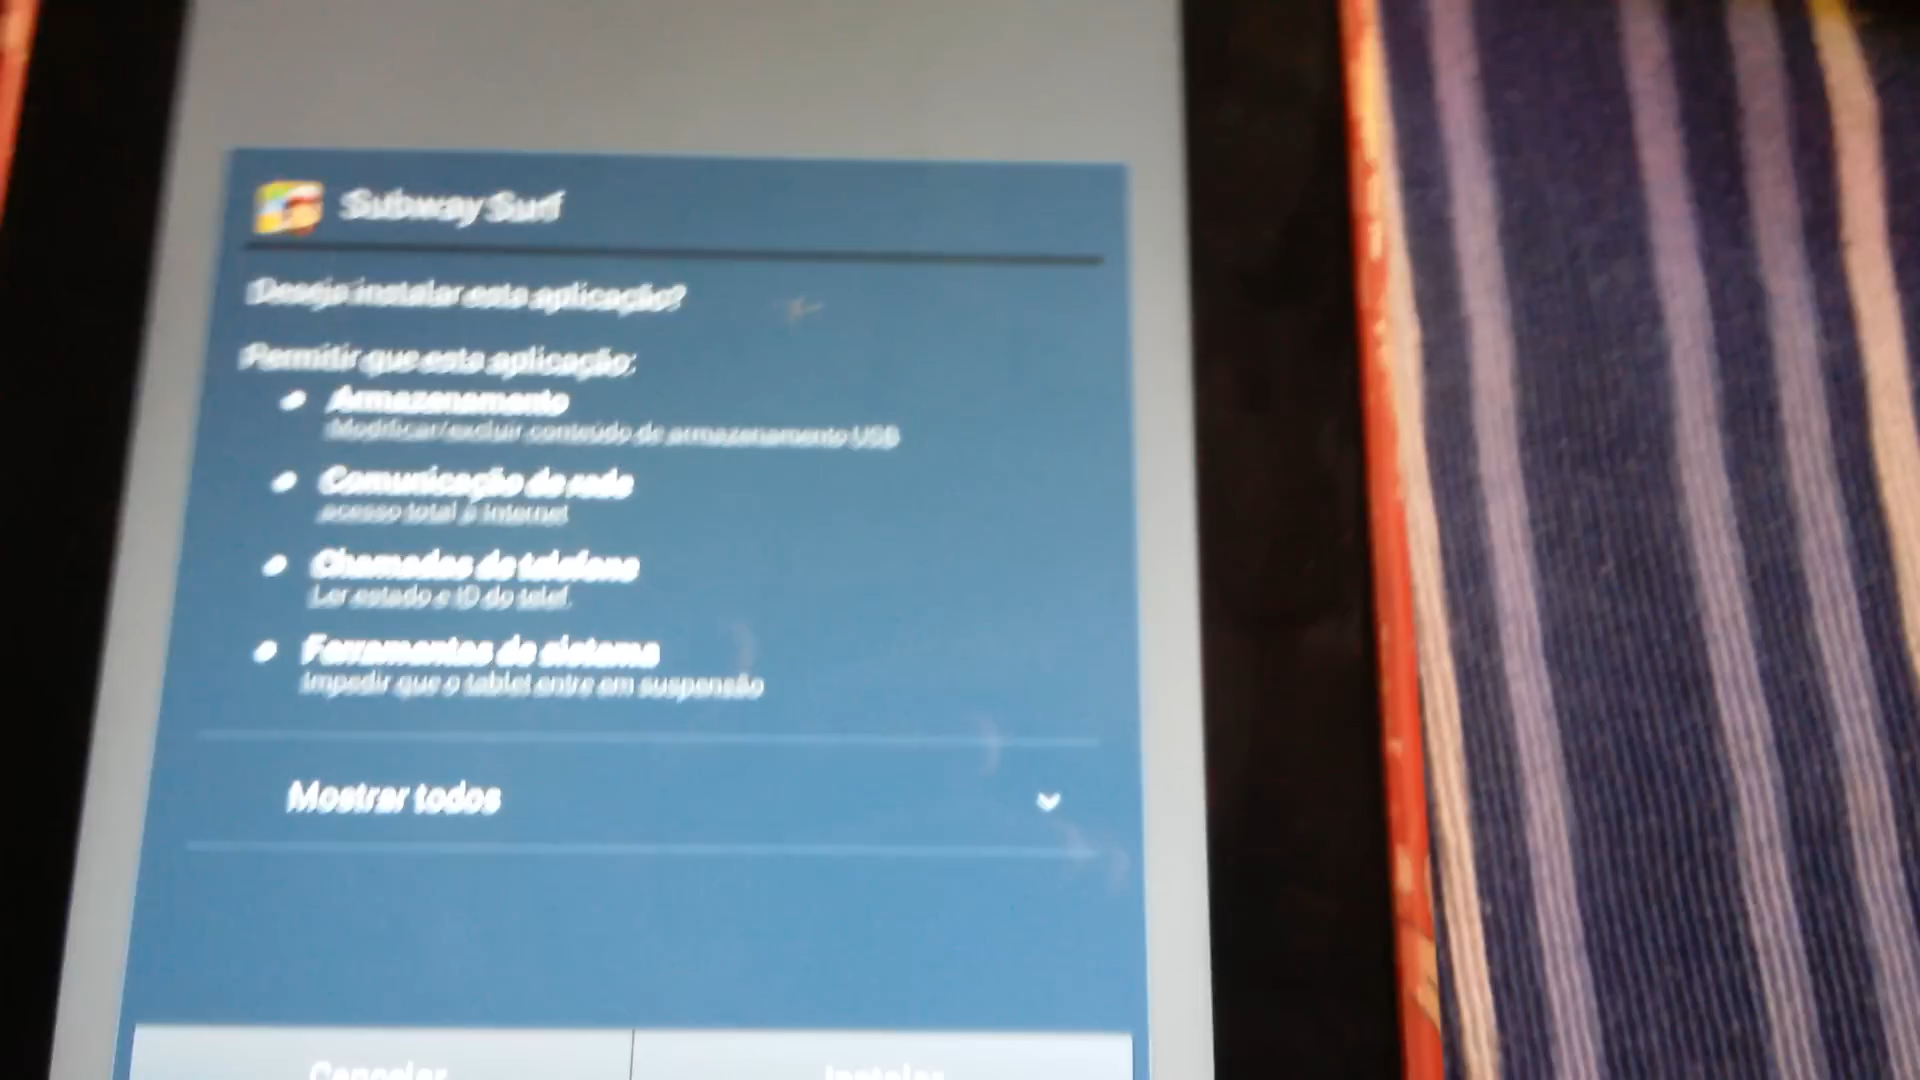 Subway Surf
Deseja instalar esta aplicação?
Permitir que esta aplicação:
Armazenamento
Modificar/excluir conteúdo de armazenamento USB
Comunicação de rede
acesso total à Internet
Chamadas de telefone
Ler estado e ID do telef.
Ferramentas do sistema
Impedir que o tablet entre em suspensão
Mostrar todos
Cancelar
Instalar